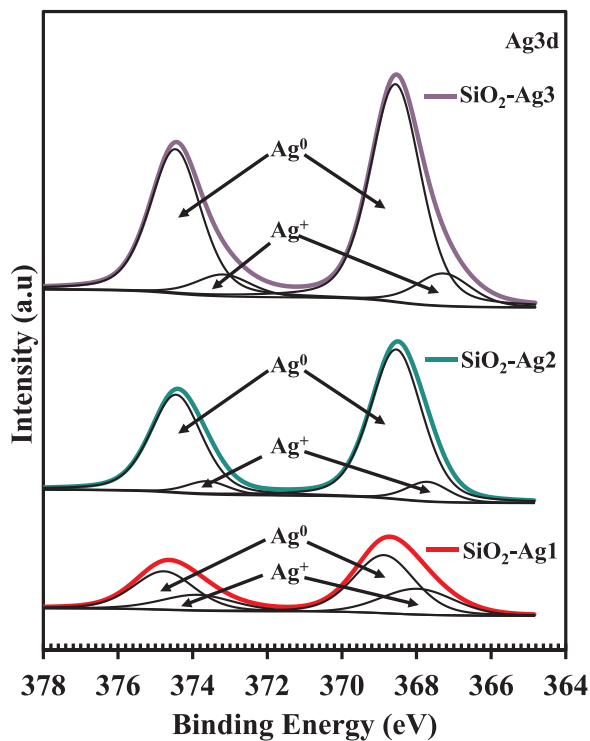 Ag3d
SiO₂-Ag3
Ag⁰
Ag⁺
SiO₂-Ag2
Ag⁰
Ag⁺
SiO₂-Ag1
Ag⁰
Ag⁺
Intensity (a.u)
378 376 374 372 370 368 366 364
Binding Energy (eV)